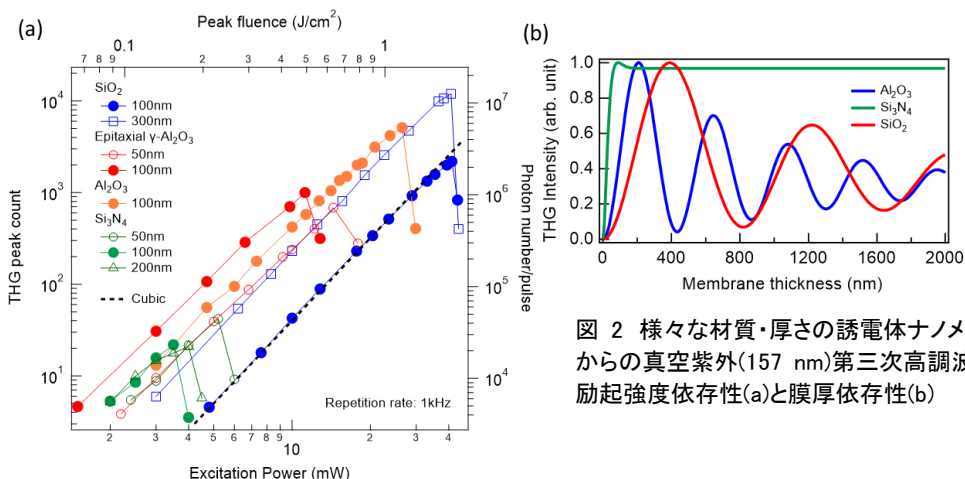 (a)
Peak fluence (J/cm²)
7 8 9 0.1 2 3 4 5 6 7 8 9 1
THG peak count
10⁴
10³
10²
10¹
SiO₂
100nm
300nm
Epitaxial γ-Al₂O₃
50nm
100nm
Al₂O₃
100nm
Si₃N₄
50nm
100nm
200nm
Cubic
Repetition rate: 1kHz
10⁷
10⁶
10⁵
10⁴
Photon number/pulse
2 3 4 5 6 7 8 9 10 2 3 4
Excitation Power (mW)
(b)
THG Intensity (arb. unit)
1.0
0.8
0.6
0.4
0.2
0.0
Al₂O₃
Si₃N₄
SiO₂
0 400 800 1200 1600 2000
Membrane thickness (nm)
図 2 様々な材質・厚さの誘電体ナノメ
からの真空紫外(157 nm)第三次高調波
励起強度依存性(a)と膜厚依存性(b)